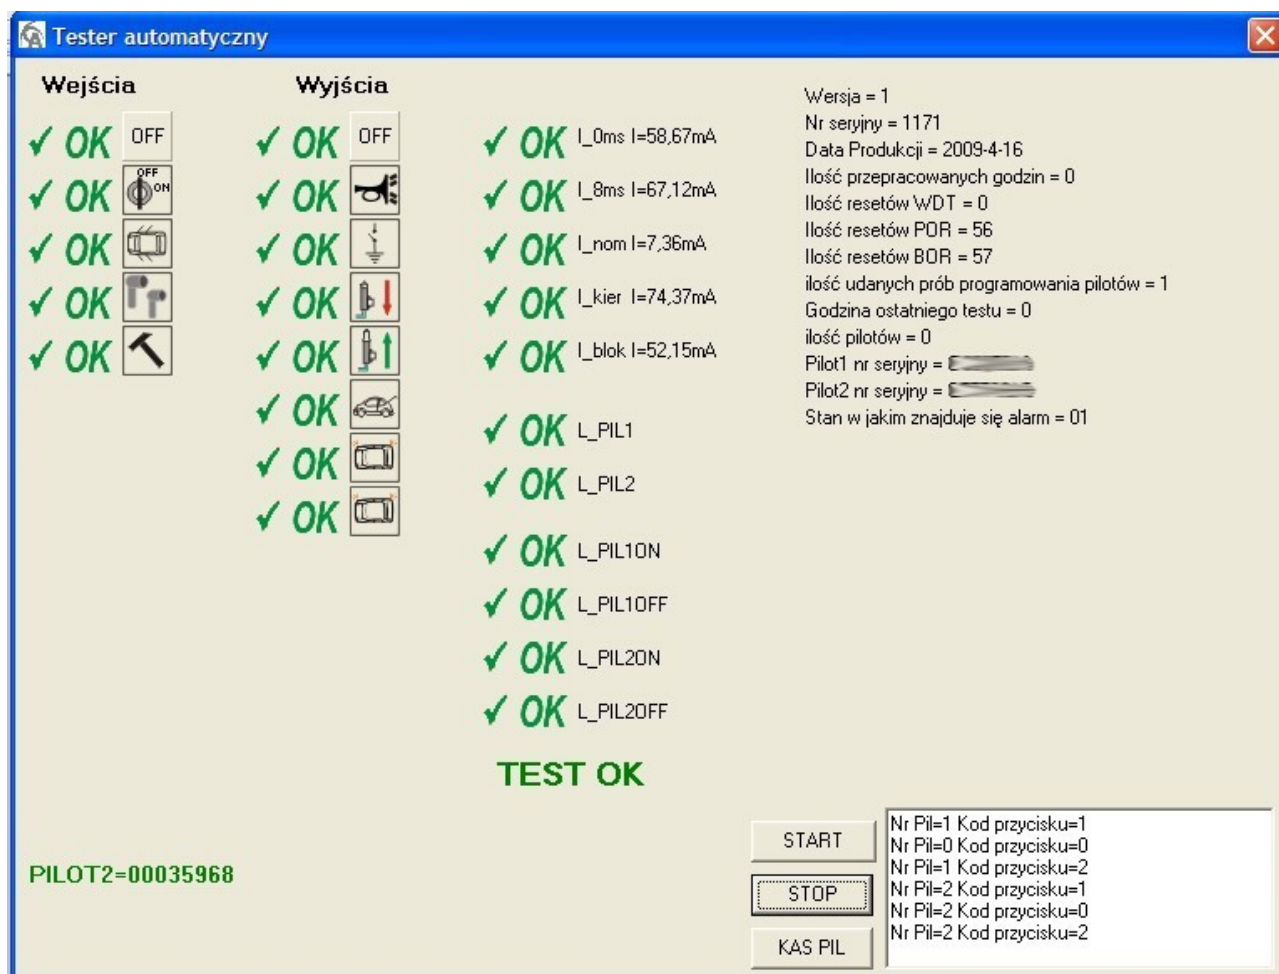 Tester automatyczny
Wejścia
OK OFF
OK OFF ON
OK
OK
OK
Wyjścia
OK OFF
OK
OK
OK
OK
OK
OK
OK
OK I_0ms I=58,67mA
OK I_8ms I=67,12mA
OK I_nom I=7,36mA
OK I_kier I=74,37mA
OK I_blok I=52,15mA
OK L_PIL1
OK L_PIL2
OK L_PIL1ON
OK L_PIL1OFF
OK L_PIL2ON
OK L_PIL2OFF
TEST OK
Wersja = 1
Nr seryjny = 1171
Data Produkcji = 2009-4-16
Ilość przepracowanych godzin = 0
Ilość resetów WDT = 0
Ilość resetów POR = 56
Ilość resetów BOR = 57
ilość udanych prób programowania pilotów = 1
Godzina ostatniego testu = 0
ilość pilotów = 0
Pilot1 nr seryjny =
Pilot2 nr seryjny =
Stan w jakim znajduje się alarm = 01
PILOT2=00035968
START
STOP
KAS PIL
Nr Pil=1 Kod przycisku=1
Nr Pil=0 Kod przycisku=0
Nr Pil=1 Kod przycisku=2
Nr Pil=2 Kod przycisku=1
Nr Pil=2 Kod przycisku=0
Nr Pil=2 Kod przycisku=2